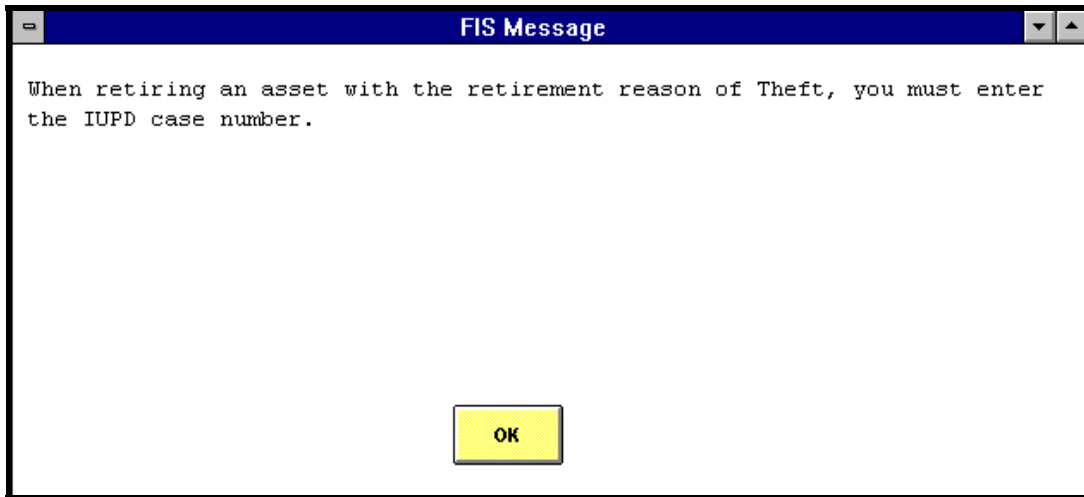 FIS Message
When retiring an asset with the retirement reason of Theft, you must enter
the IUPD case number.
OK